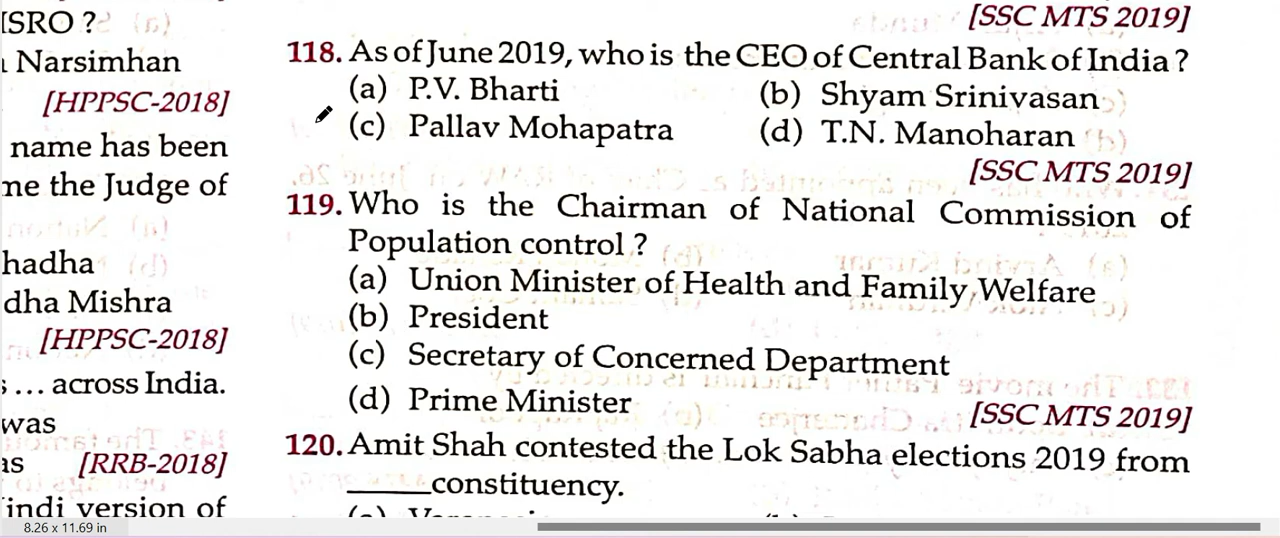 ISRO ?
Narsimhan
[HPPSC-2018]
name has been
me the Judge of
hadha
dha Mishra
[HPPSC-2018]
... across India.
was
as [RRB-2018]
indi version of
[SSC MTS 2019]
118. As of June 2019, who is the CEO of Central Bank of India ?
(a) P.V. Bharti (b) Shyam Srinivasan
(c) Pallav Mohapatra (d) T.N. Manoharan
[SSC MTS 2019]
119. Who is the Chairman of National Commission of
Population control ?
(a) Union Minister of Health and Family Welfare
(b) President
(c) Secretary of Concerned Department
(d) Prime Minister [SSC MTS 2019]
120. Amit Shah contested the Lok Sabha elections 2019 from
_____constituency.
8.26 x 11.69 in